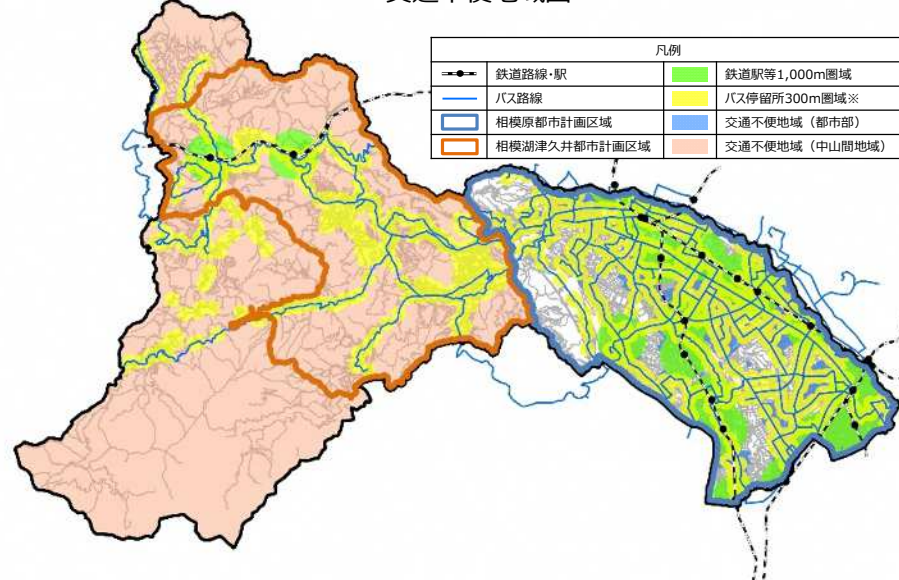 凡例
鉄道路線・駅
鉄道駅等1,000m圏域
バス路線
バス停留所300m圏域※
相模原都市計画区域
交通不便地域（都市部）
相模湖津久井都市計画区域
交通不便地域（中山間地域）